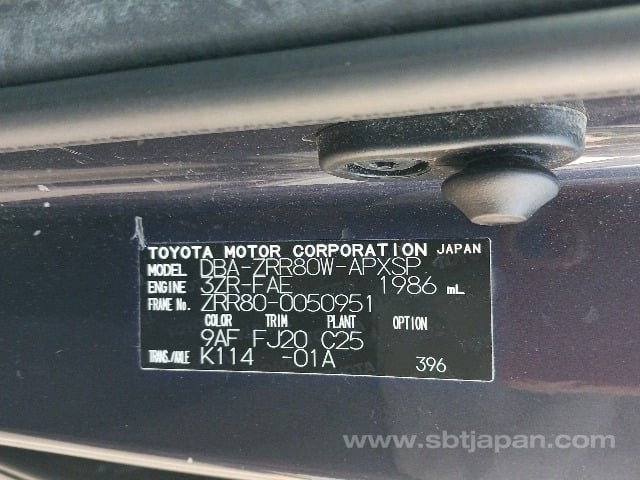 TOYOTA MOTOR CORPORATION JAPAN
MODEL DBA-ZRR80W-APXSP
ENGINE 3ZR-FAE 1986 mL
FRAME No. ZRR80-0050951
COLOR TRIM PLANT OPTION
9AF FJ20 C25
TRANS./AXLE K114 -01A 396
www.sbtjapan.com